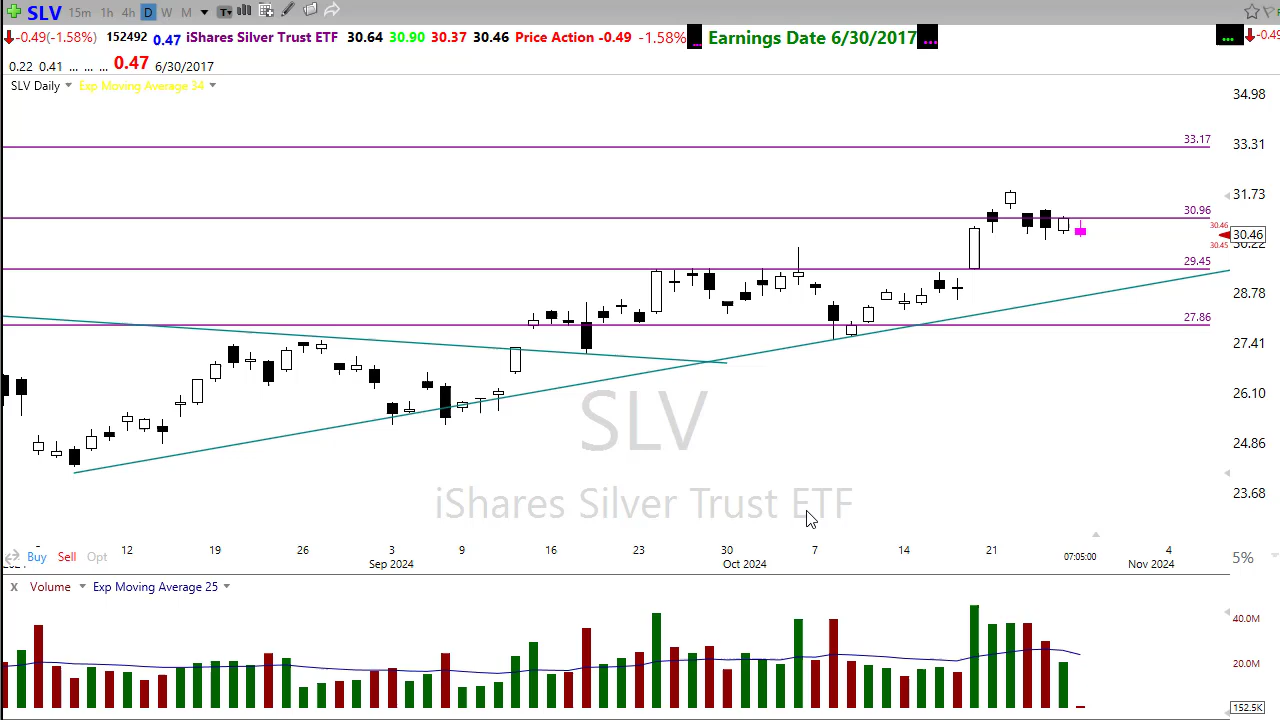 SLV 15m 1h 4h D W M T
-0.49(-1.58%) 152492 0.47 iShares Silver Trust ETF 30.64 30.90 30.37 30.46 Price Action -0.49 -1.58% ... Earnings Date 6/30/2017 ... ... -0.49
0.22 0.41 ... ... ... 0.47 6/30/2017
SLV Daily Exp Moving Average 34
34.98
33.17
33.31
31.73
30.96
30.46
30.46
30.45
30.22
29.45
28.78
27.86
27.41
26.10
SLV
24.86
iShares Silver Trust ETF
23.68
12 19 26 3 9 16 23 30 7 14 21 4
Buy Sell Opt 07:05:00 5%
Sep 2024 Oct 2024 Nov 2024
X Volume Exp Moving Average 25
40.0M
20.0M
152.5K